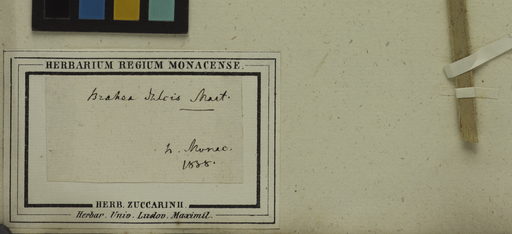 HERBARIUM REGIUM MONACENSE.
Brahea dulcis Mart.
h. Monac.
1838.
HERB. ZUCCARINII.
Herbar. Univ. Ludov. Maximil.